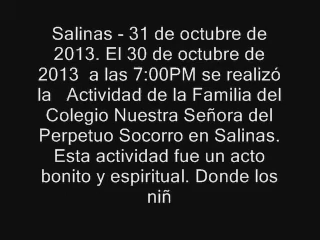 Salinas - 31 de octubre de
2013. El 30 de octubre de
2013  a las 7:00PM se realizó
la   Actividad de la Familia del
Colegio Nuestra Señora del
Perpetuo Socorro en Salinas.
Esta actividad fue un acto
bonito y espiritual. Donde los
niñ